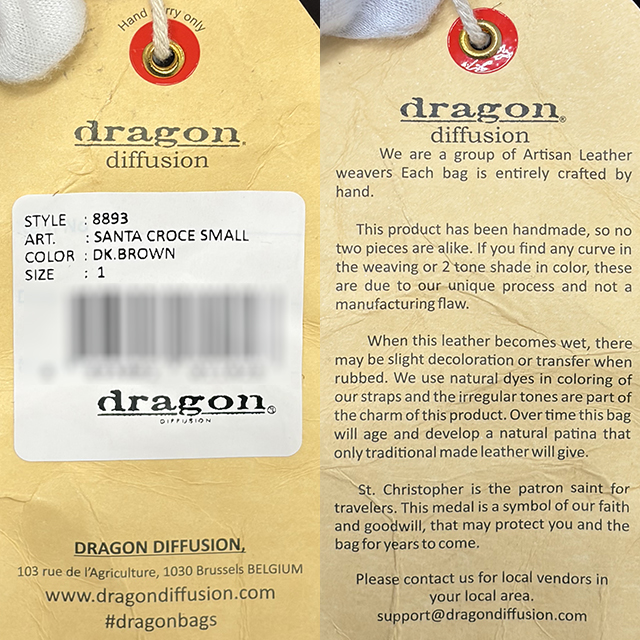 Hand carry only
dragon®
diffusion
STYLE : 8893
ART. : SANTA CROCE SMALL
COLOR : DK.BROWN
SIZE : 1
dragon®
DIFFUSION
DRAGON DIFFUSION,
103 rue de l'Agriculture, 1030 Brussels BELGIUM
www.dragondiffusion.com
#dragonbags
dragon®
diffusion
We are a group of Artisan Leather
weavers Each bag is entirely crafted by
hand.
This product has been handmade, so no
two pieces are alike. If you find any curve in
the weaving or 2 tone shade in color, these
are due to our unique process and not a
manufacturing flaw.
When this leather becomes wet, there
may be slight decoloration or transfer when
rubbed. We use natural dyes in coloring of
our straps and the irregular tones are part of
the charm of this product. Over time this bag
will age and develop a natural patina that
only traditional made leather will give.
St. Christopher is the patron saint for
travelers. This medal is a symbol of our faith
and goodwill, that may protect you and the
bag for years to come.
Please contact us for local vendors in
your local area.
support@dragondiffusion.com